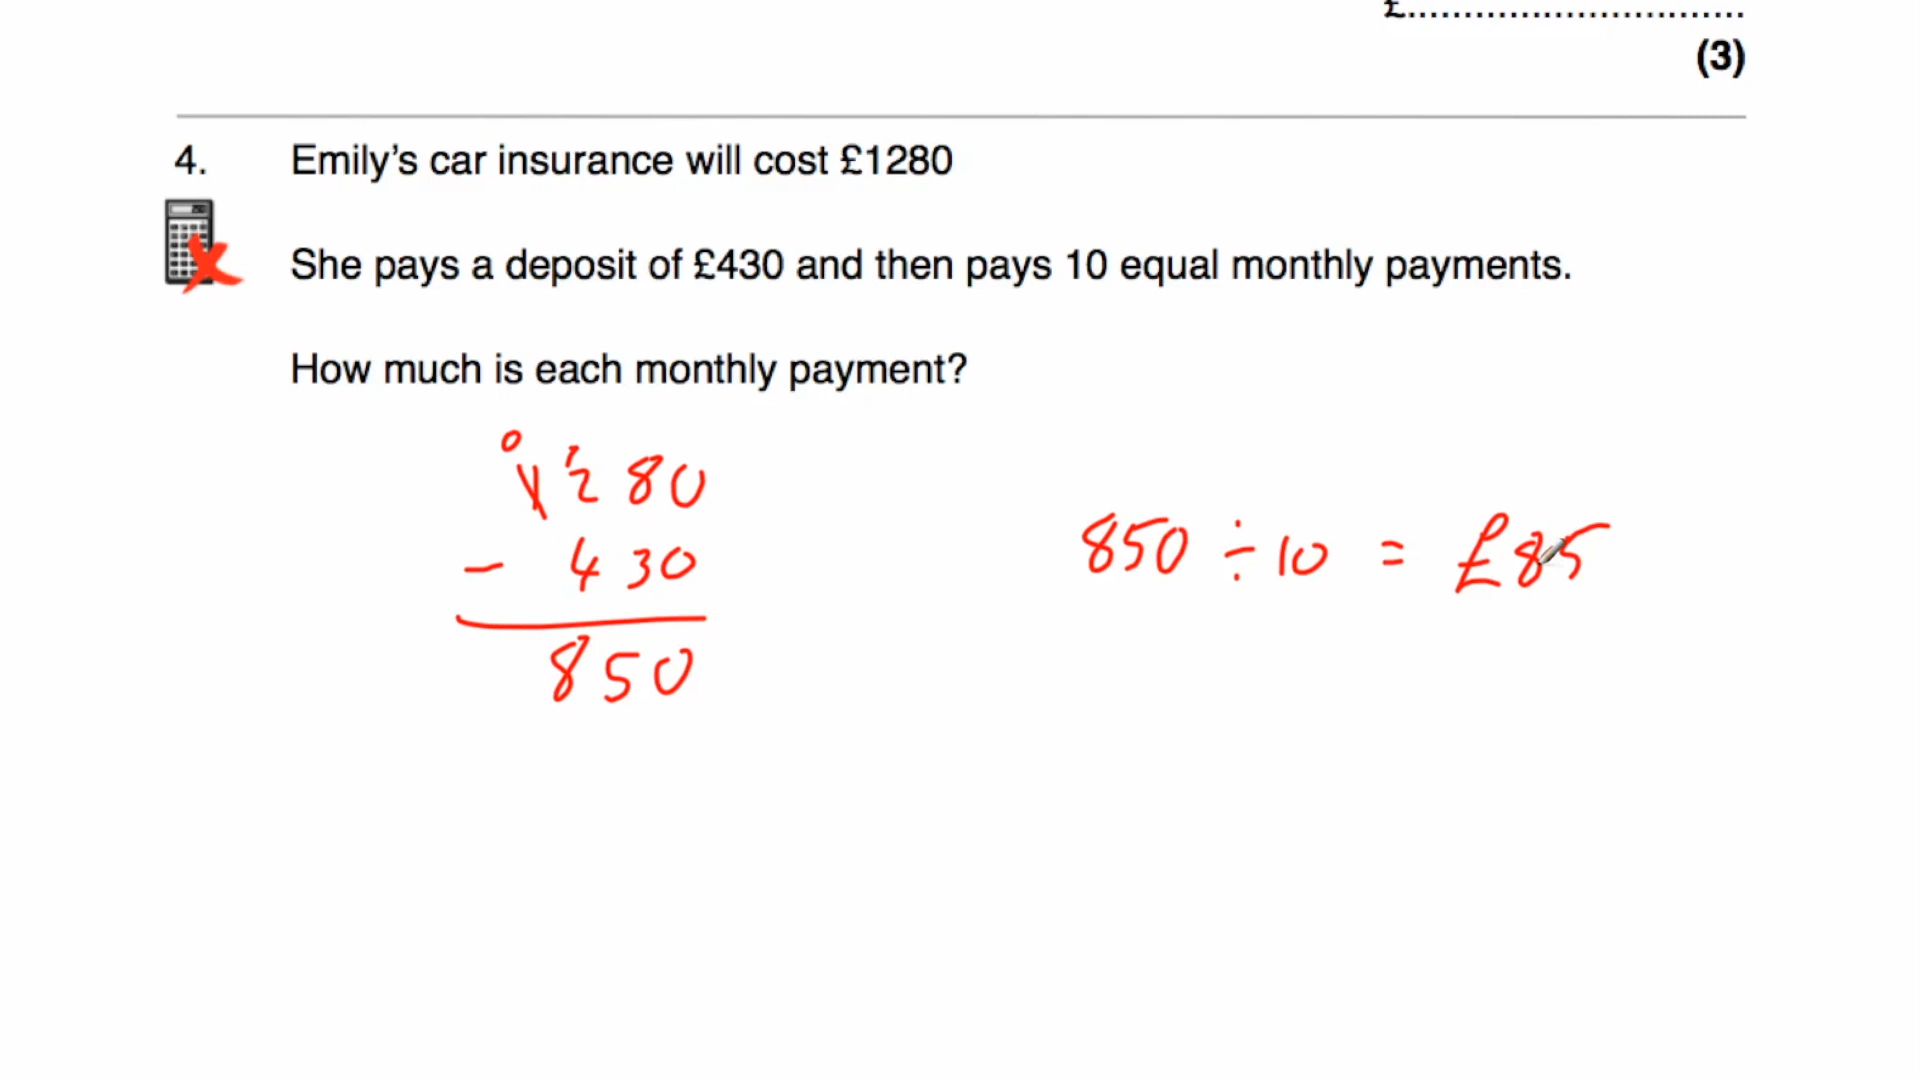 £..............................
(3)
4. Emily’s car insurance will cost £1280
She pays a deposit of £430 and then pays 10 equal monthly payments.
How much is each monthly payment?
0 1
1280
- 430
850
850 ÷ 10 = £85